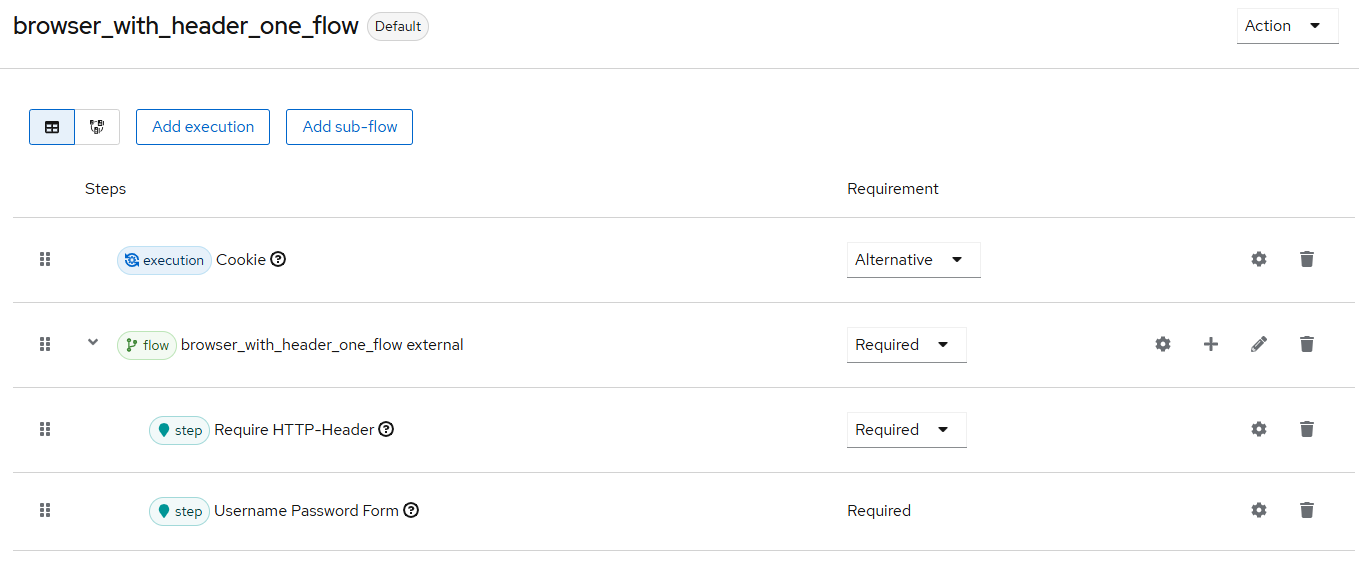 browser_with_header_one_flow Default Action
Add execution Add sub-flow
Steps Requirement
execution Cookie Alternative
flow browser_with_header_one_flow external Required
step Require HTTP-Header Required
step Username Password Form Required